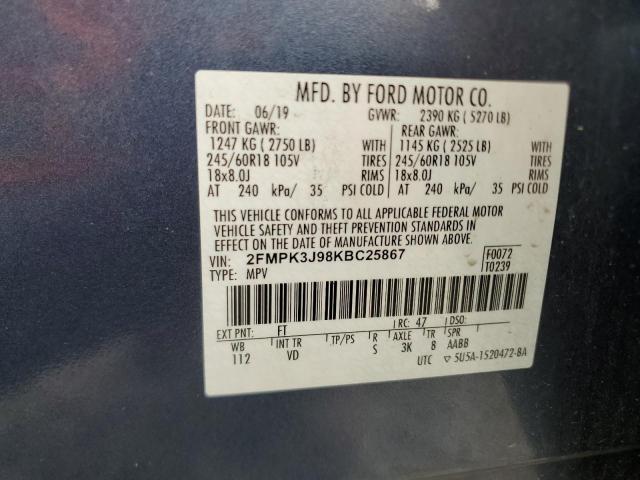 MFD. BY FORD MOTOR CO.
DATE: 06/19 GVWR: 2390 KG ( 5270 LB)
FRONT GAWR: REAR GAWR:
1247 KG ( 2750 LB) WITH 1145 KG ( 2525 LB) WITH
245/60R18 105V TIRES 245/60R18 105V TIRES
18x8.0J RIMS 18x8.0J RIMS
AT 240 kPa/ 35 PSI COLD AT 240 kPa/ 35 PSI COLD
THIS VEHICLE CONFORMS TO ALL APPLICABLE FEDERAL MOTOR
VEHICLE SAFETY AND THEFT PREVENTION STANDARDS IN
EFFECT ON THE DATE OF MANUFACTURE SHOWN ABOVE.
VIN: 2FMPK3J98KBC25867 F0072
TYPE: MPV T0239
EXT PNT: FT RC: 47 DSO:
WB INT TR TP/PS R AXLE TR SPR
112 VD S 3K 8 AABB
UTC ▽ 5U5A-1520472-BA